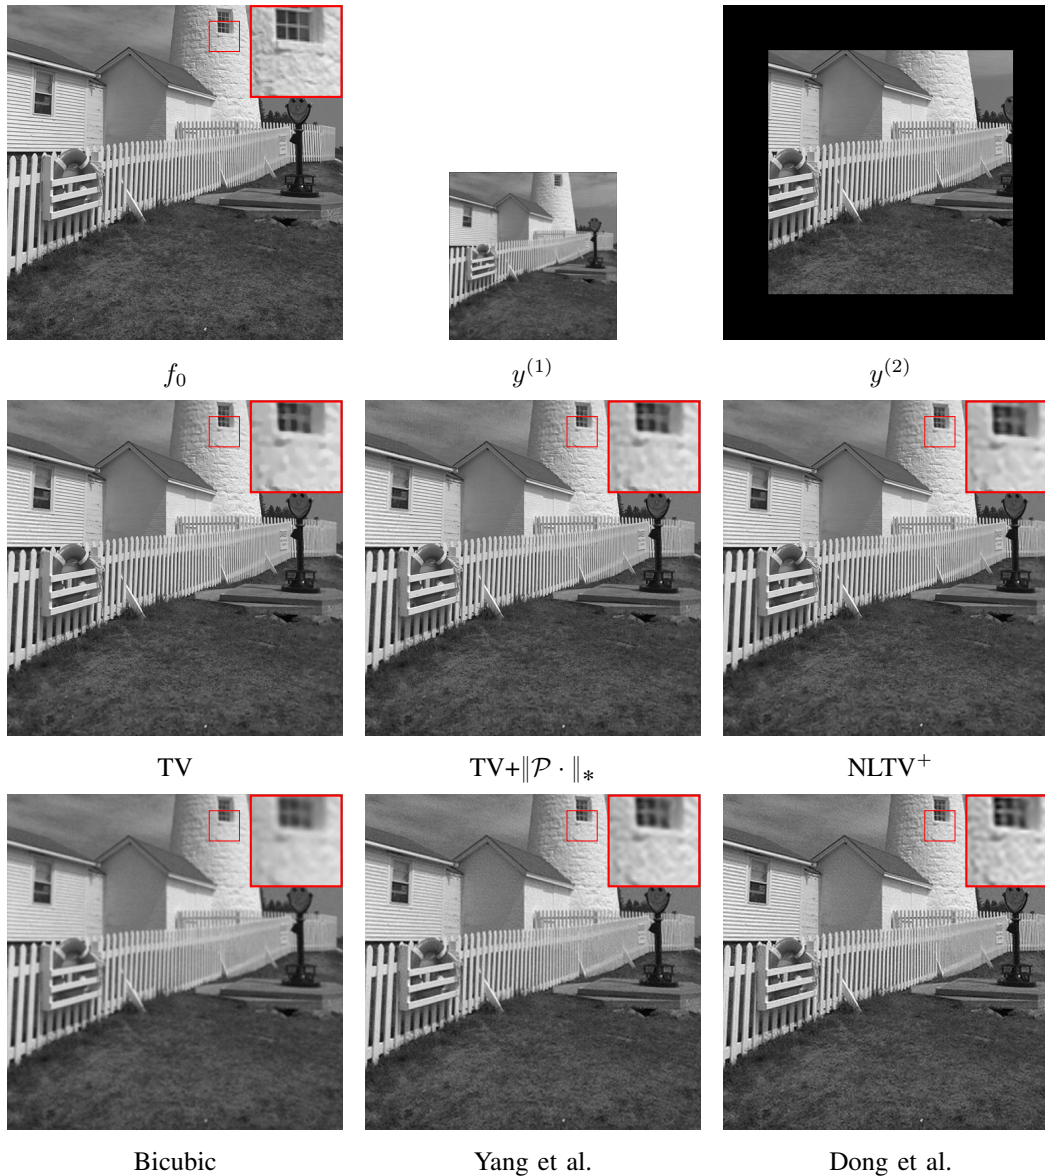 f₀
y⁽¹⁾
y⁽²⁾
TV
TV+‖𝒫 · ‖∗
NLTV⁺
Bicubic
Yang et al.
Dong et al.